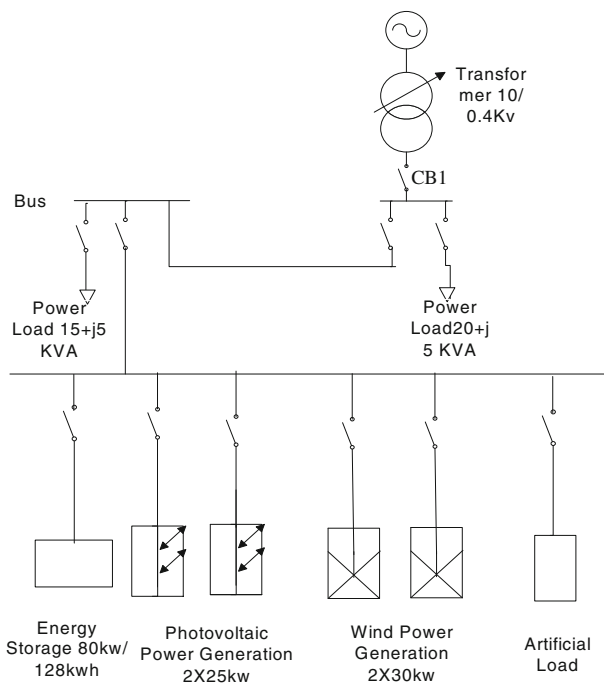 Transfor
mer 10/
0.4Kv
CB1
Bus
Power
Load 15+j5
KVA
Power
Load20+j
5 KVA
Energy
Storage 80kw/
128kwh
Photovoltaic
Power Generation
2X25kw
Wind Power
Generation
2X30kw
Artificial
Load